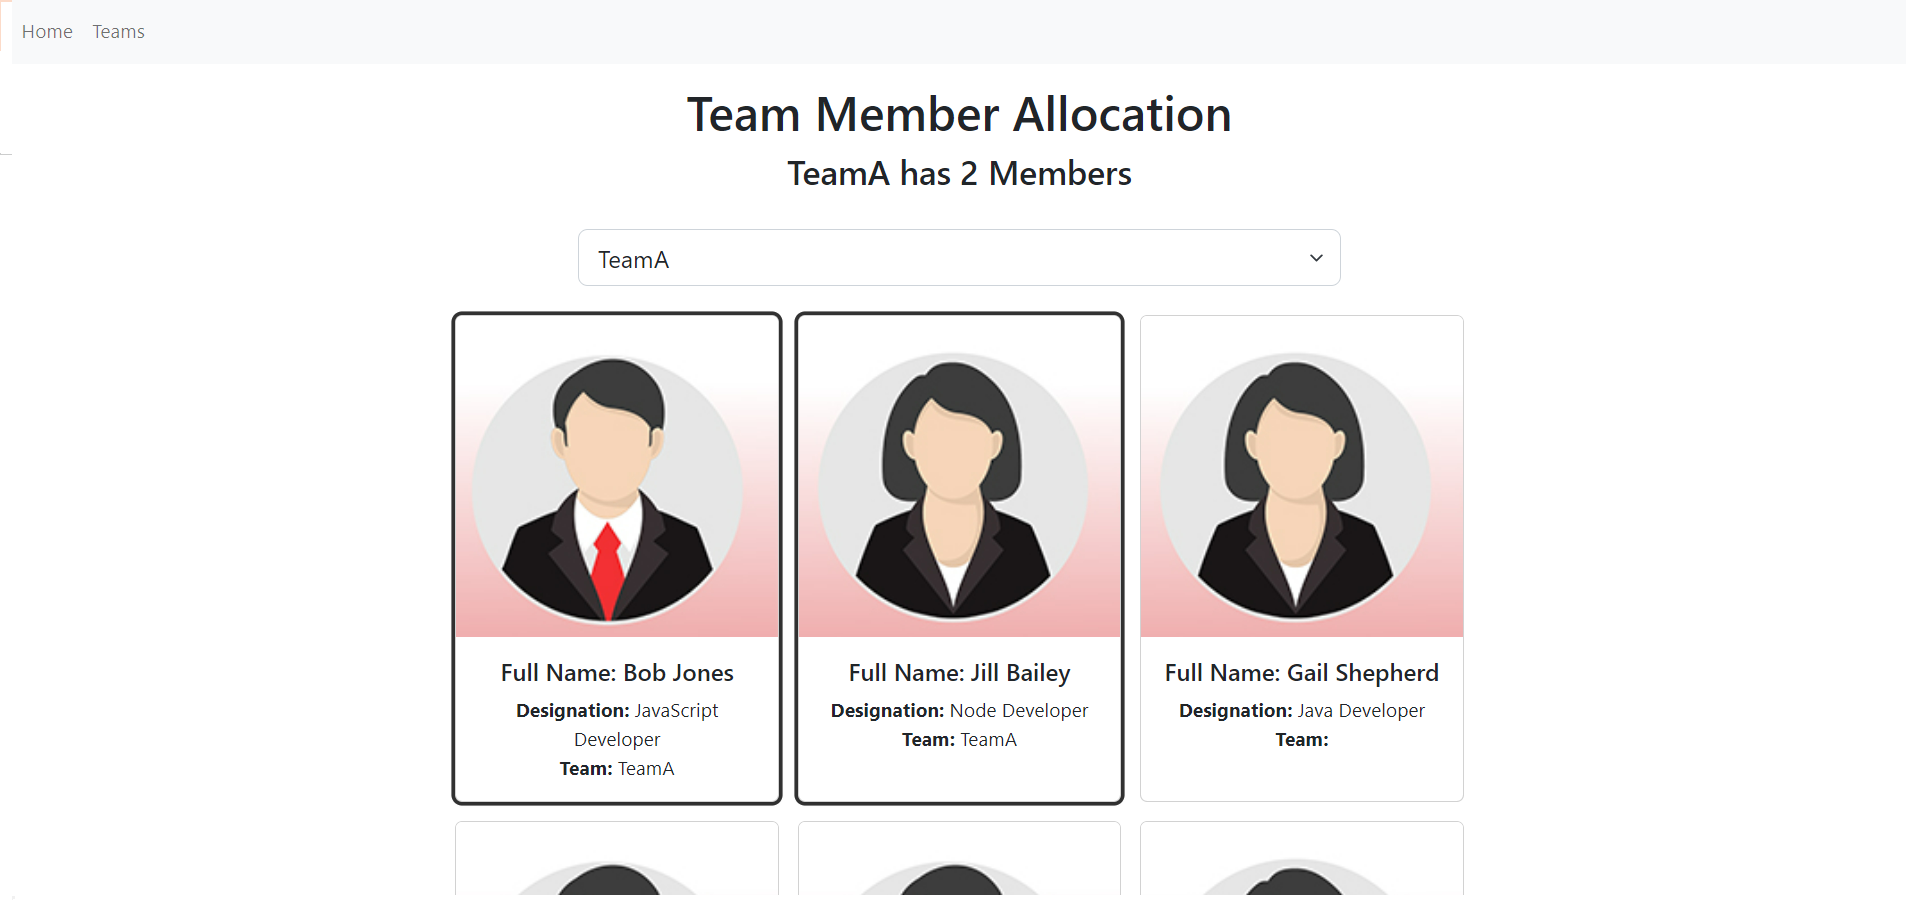 Home Teams
Team Member Allocation
TeamA has 2 Members
TeamA
Full Name: Bob Jones
Designation: JavaScript
Developer
Team: TeamA
Full Name: Jill Bailey
Designation: Node Developer
Team: TeamA
Full Name: Gail Shepherd
Designation: Java Developer
Team: